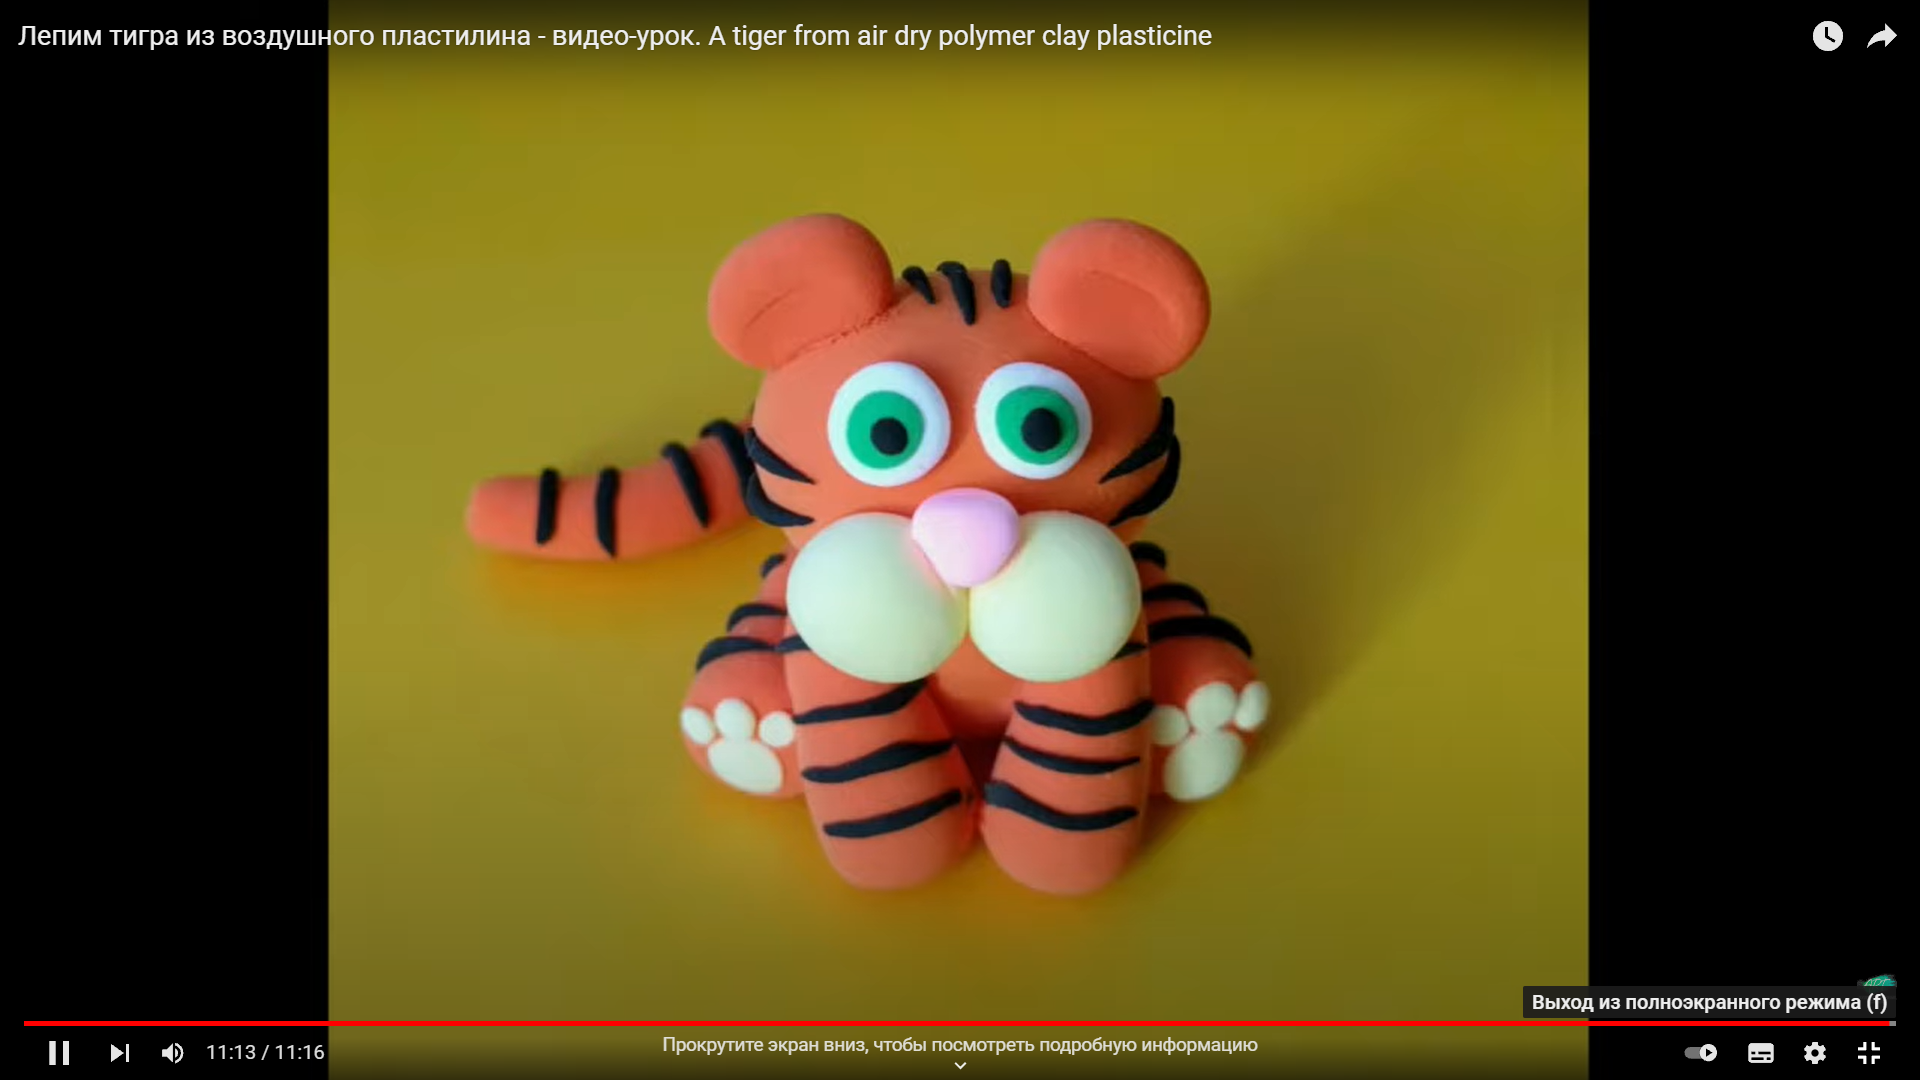 Лепим тигра из воздушного пластилина - видео-урок. A tiger from air dry polymer clay plasticine
Выход из полноэкранного режима (f)
11:13 / 11:16
Прокрутите экран вниз, чтобы посмотреть подробную информацию